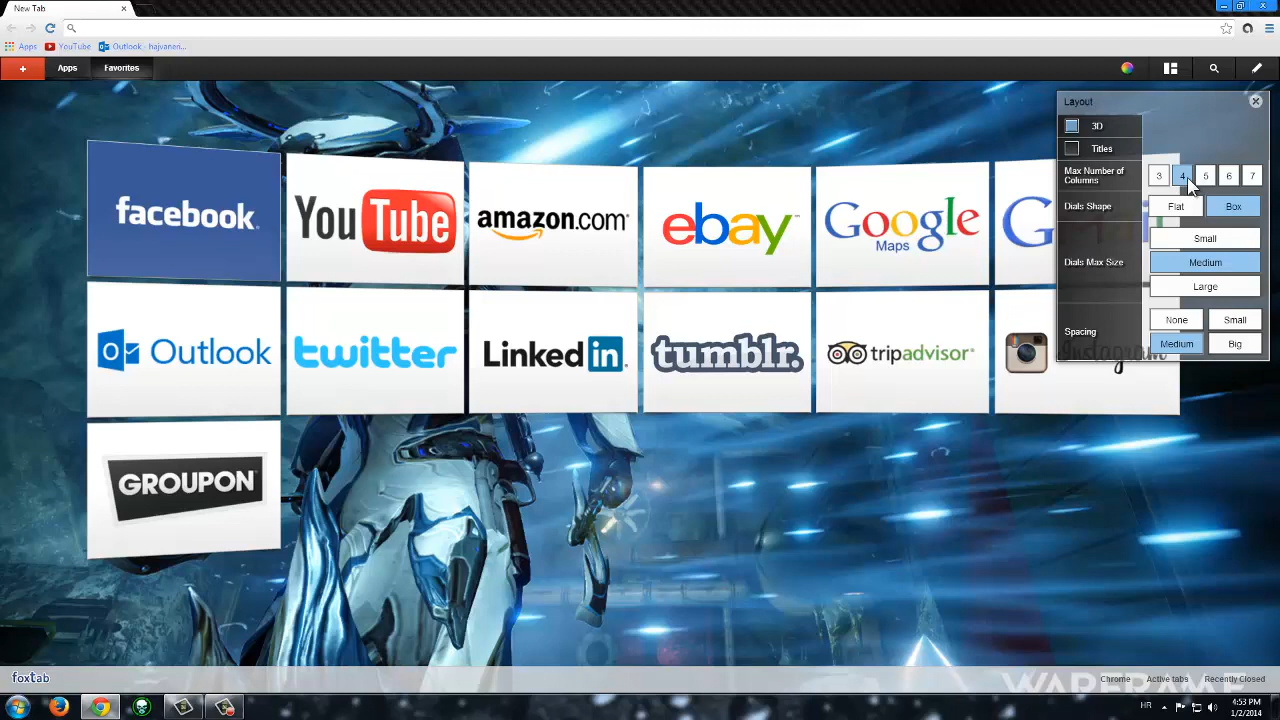 New Tab
Apps YouTube Outlook - hajvaneri...
+ Apps Favorites
Layout
3D
Titles
Max Number of Columns 3 4 5 6 7
Dials Shape Flat Box
Dials Max Size Small
Medium
Large
Spacing None Small
Medium Big
facebook. YouTube amazon.com ebay Google Maps
Outlook twitter LinkedIn tumblr. tripadvisor Instagram
GROUPON
foxtab
WARFRAME
Chrome Active tabs Recently Closed
HR 4:53 PM
1/2/2014